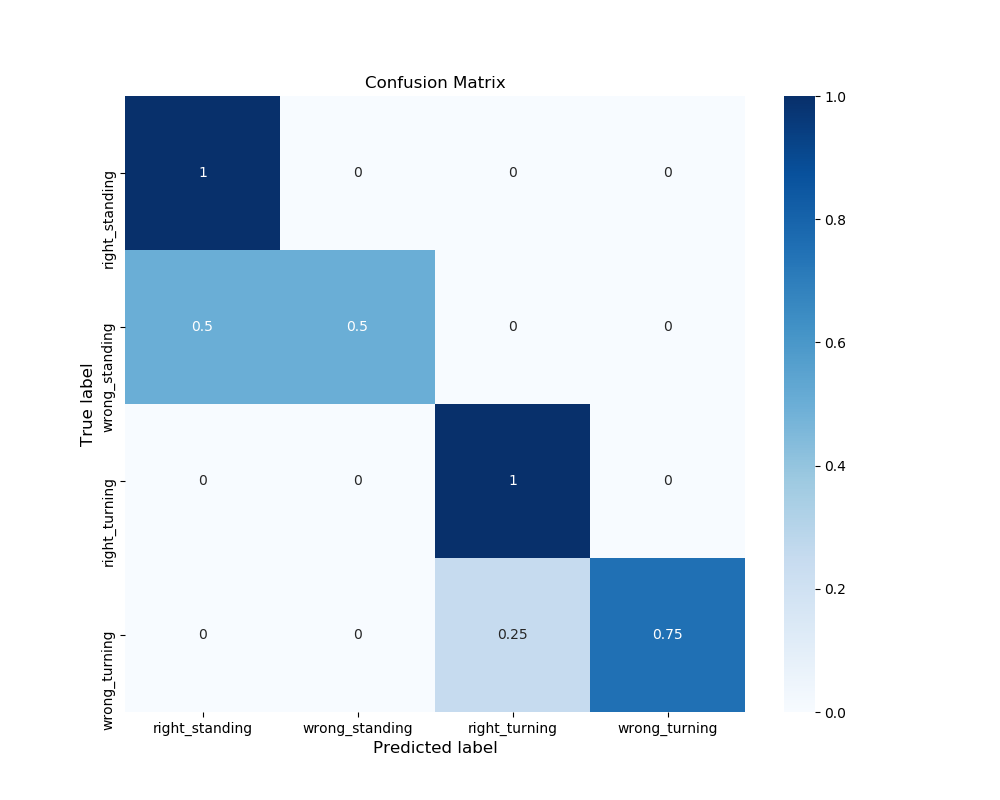 Confusion Matrix
True label
right_standing
1 0 0 0
wrong_standing
0.5 0.5 0 0
right_turning
0 0 1 0
wrong_turning
0 0 0.25 0.75
right_standing wrong_standing right_turning wrong_turning
Predicted label
1.0
0.8
0.6
0.4
0.2
0.0